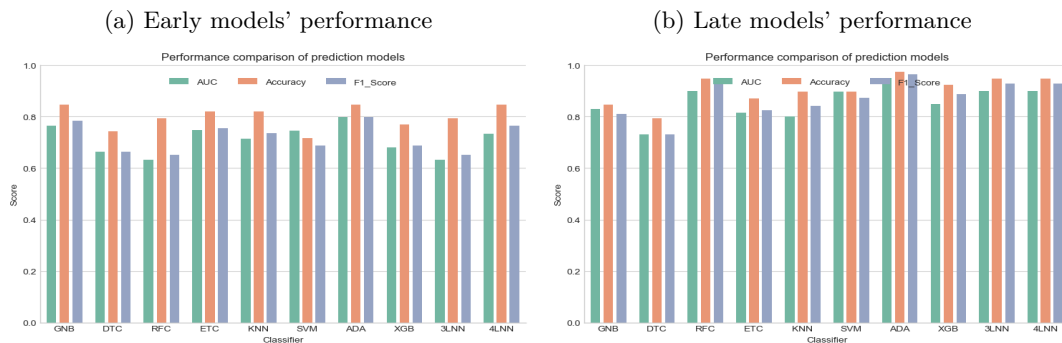 (a) Early models’ performance
Performance comparison of prediction models
AUC Accuracy F1_Score
1.0
0.8
0.6
0.4
0.2
0.0
Score
GNB DTC RFC ETC KNN SVM ADA XGB 3LNN 4LNN
Classifier
(b) Late models’ performance
Performance comparison of prediction models
AUC Accuracy F1_Score
1.0
0.8
0.6
0.4
0.2
0.0
Score
GNB DTC RFC ETC KNN SVM ADA XGB 3LNN 4LNN
Classifier